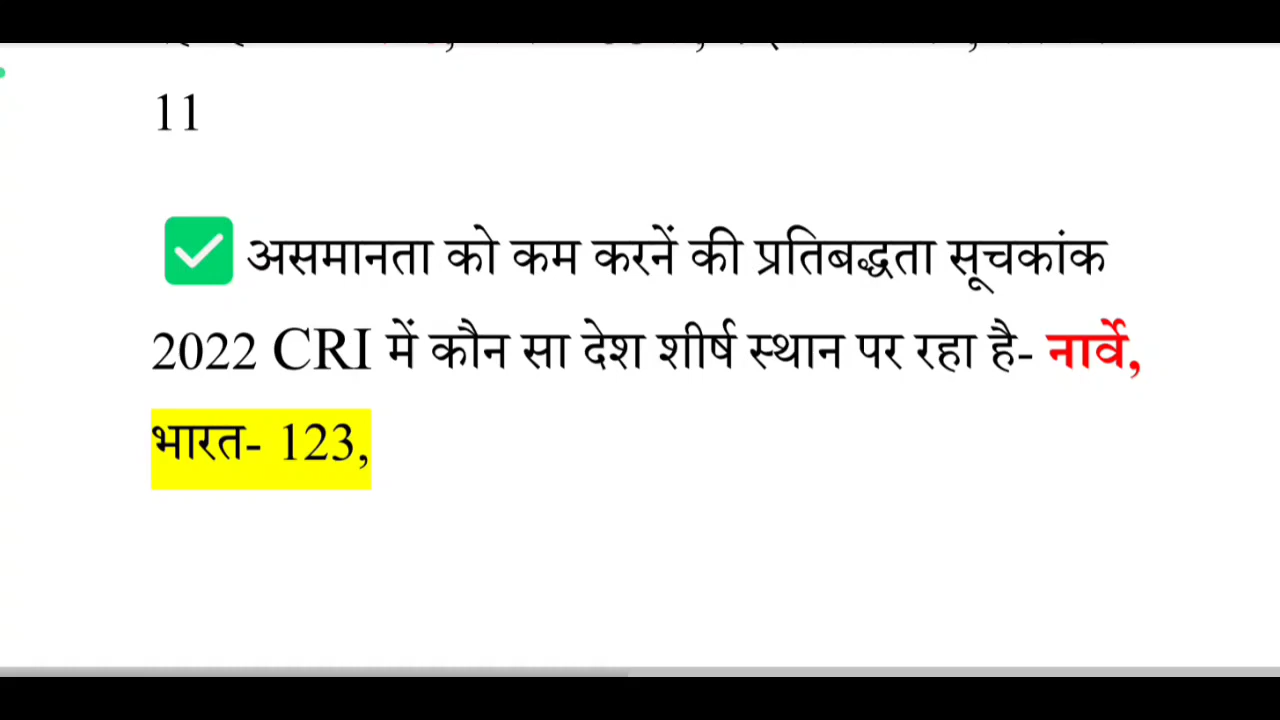 11
✅ असमानता को कम करनें की प्रतिबद्धता सूचकांक
2022 CRI में कौन सा देश शीर्ष स्थान पर रहा है- नार्वे,
भारत- 123,